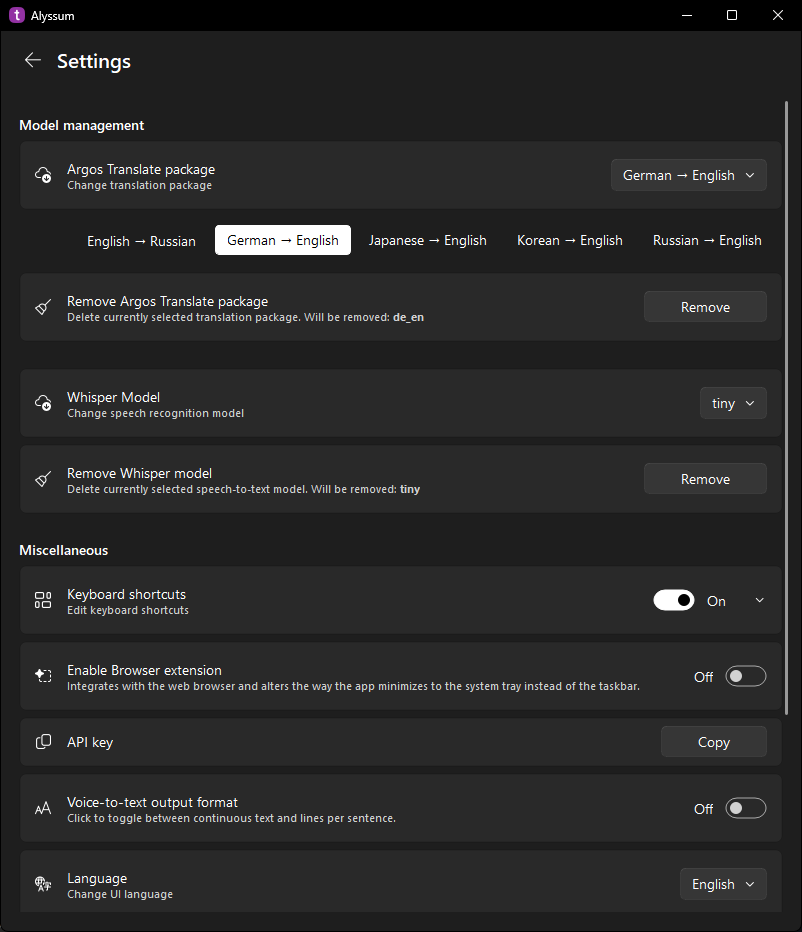 t Alyssum
Settings
Model management
Argos Translate package
Change translation package
German → English
English → Russian
German → English
Japanese → English
Korean → English
Russian → English
Remove Argos Translate package
Delete currently selected translation package. Will be removed: de_en
Remove
Whisper Model
Change speech recognition model
tiny
Remove Whisper model
Delete currently selected speech-to-text model. Will be removed: tiny
Remove
Miscellaneous
Keyboard shortcuts
Edit keyboard shortcuts
On
Enable Browser extension
Integrates with the web browser and alters the way the app minimizes to the system tray instead of the taskbar.
Off
API key
Copy
Voice-to-text output format
Click to toggle between continuous text and lines per sentence.
Off
Language
Change UI language
English